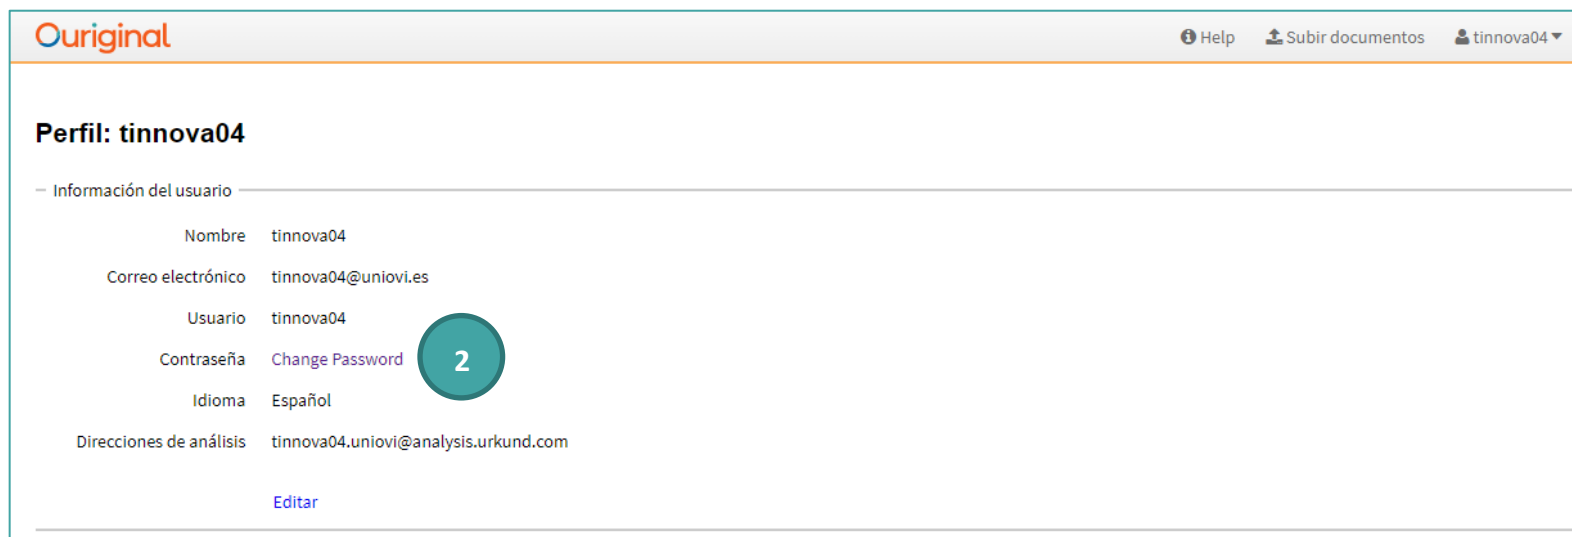 Ouriginal
Help Subir documentos tinnova04
Perfil: tinnova04
Información del usuario
Nombre tinnova04
Correo electrónico tinnova04@uniovi.es
Usuario tinnova04
Contraseña Change Password 2
Idioma Español
Direcciones de análisis tinnova04.uniovi@analysis.urkund.com
Editar